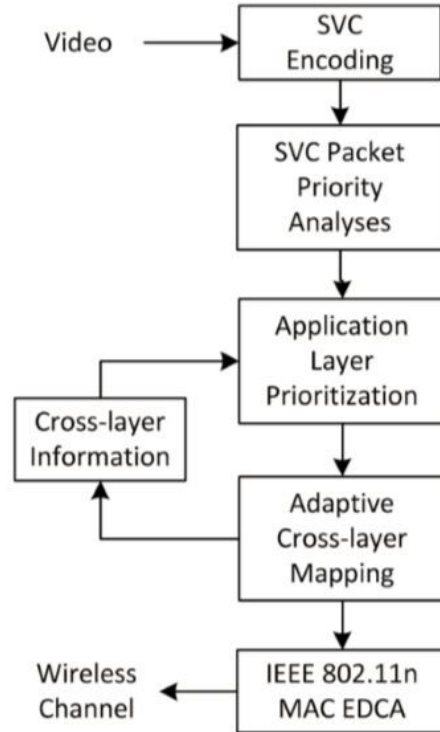 Video
SVC
Encoding
SVC Packet
Priority
Analyses
Application
Layer
Prioritization
Cross-layer
Information
Adaptive
Cross-layer
Mapping
Wireless
Channel
IEEE 802.11n
MAC EDCA